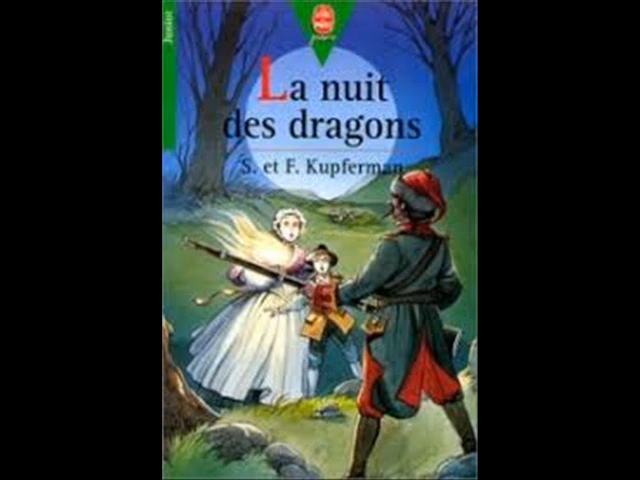 Junior
La nuit
des dragons
S. et F. Kupferman